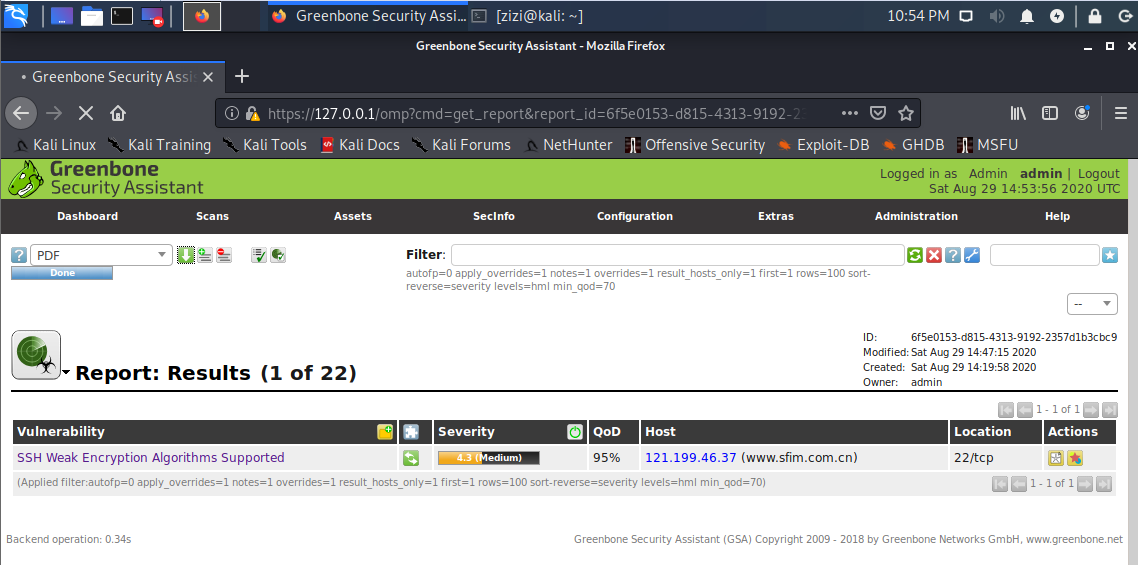 Greenbone Security Assi...
[zizi@kali: ~]
10:54 PM
Greenbone Security Assistant - Mozilla Firefox
Greenbone Security Assis
https://127.0.0.1/omp?cmd=get_report&report_id=6f5e0153-d815-4313-9192-23
Kali Linux Kali Training Kali Tools Kali Docs Kali Forums NetHunter Offensive Security Exploit-DB GHDB MSFU
Greenbone
Security Assistant
Logged in as Admin admin | Logout
Sat Aug 29 14:53:56 2020 UTC
Dashboard Scans Assets SecInfo Configuration Extras Administration Help
PDF
Done
Filter:
autofp=0 apply_overrides=1 notes=1 overrides=1 result_hosts_only=1 first=1 rows=100 sort-
reverse=severity levels=hml min_qod=70
--
Report: Results (1 of 22)
ID: 6f5e0153-d815-4313-9192-2357d1b3cbc9
Modified: Sat Aug 29 14:47:15 2020
Created: Sat Aug 29 14:19:58 2020
Owner: admin
1 - 1 of 1
Vulnerability Severity QoD Host Location Actions
SSH Weak Encryption Algorithms Supported 4.3 (Medium) 95% 121.199.46.37 (www.sfim.com.cn) 22/tcp
(Applied filter:autofp=0 apply_overrides=1 notes=1 overrides=1 result_hosts_only=1 first=1 rows=100 sort-reverse=severity levels=hml min_qod=70) 1 - 1 of 1
Backend operation: 0.34s
Greenbone Security Assistant (GSA) Copyright 2009 - 2018 by Greenbone Networks GmbH, www.greenbone.net